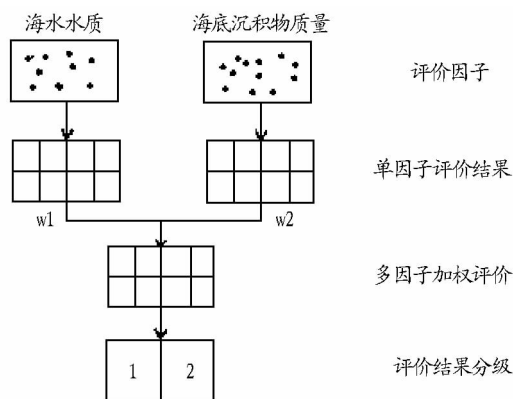 海水水质
海底沉积物质量
评价因子
单因子评价结果
w1
w2
多因子加权评价
1
2
评价结果分级